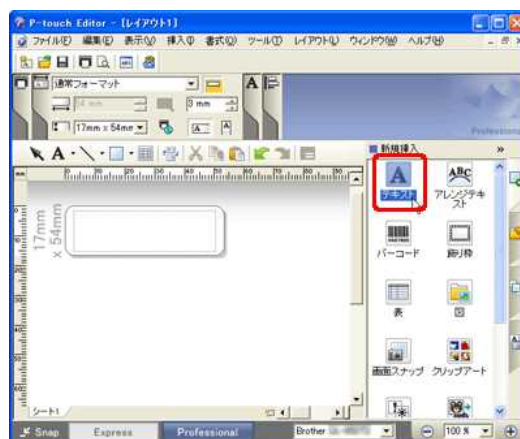 P-touch Editor - [レイアウト1]
ファイル(F) 編集(E) 表示(V) 挿入(I) 書式(O) ツール(T) レイアウト(L) ウィンドウ(W) ヘルプ(H)
通常フォーマット
3 mm
17mm x 54mm
Professional
A
新規挿入
mm
17mm
x 54mm
テキスト
ABC
アレンジテキスト
バーコード
飾り枠
表
図
画面スナップ
クリップアート
シート1
Snap
Express
Professional
Brother
100 %